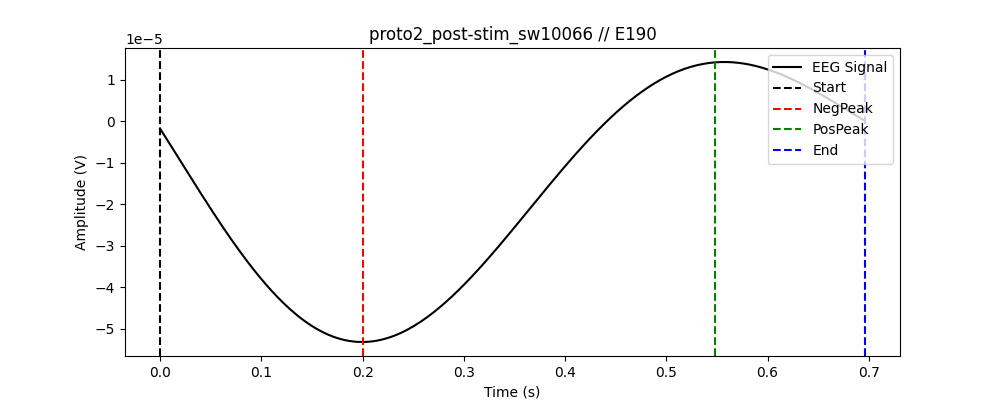 proto2_post-stim_sw10066 // E190
1e−5
1
0
−1
−2
−3
−4
−5
Amplitude (V)
0.0 0.1 0.2 0.3 0.4 0.5 0.6 0.7
Time (s)
EEG Signal
Start
NegPeak
PosPeak
End